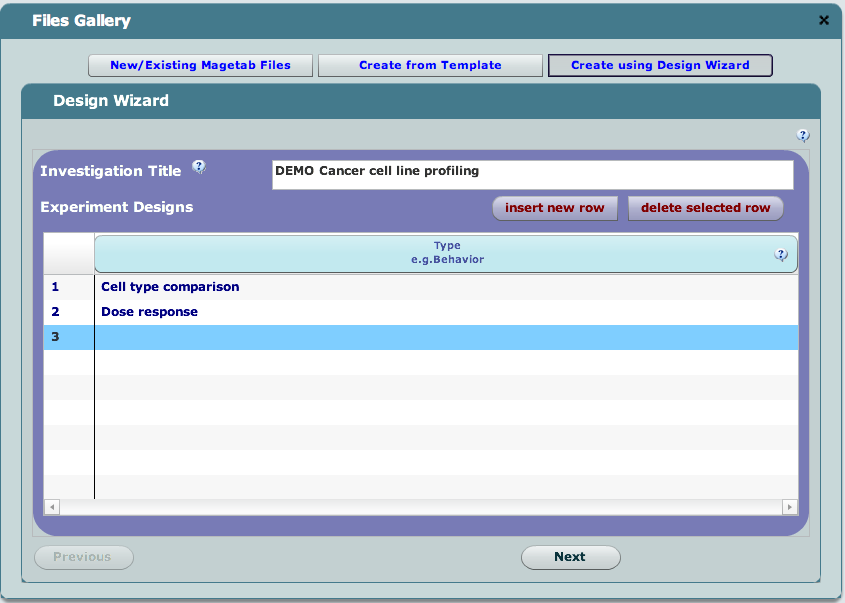 Files Gallery
×
New/Existing Magetab Files Create from Template Create using Design Wizard
Design Wizard
?
Investigation Title ? DEMO Cancer cell line profiling
Experiment Designs insert new row delete selected row
Type
e.g.Behavior ?
1 Cell type comparison
2 Dose response
3
Previous Next